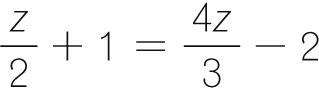 z/2 + 1 = 4z/3 − 2